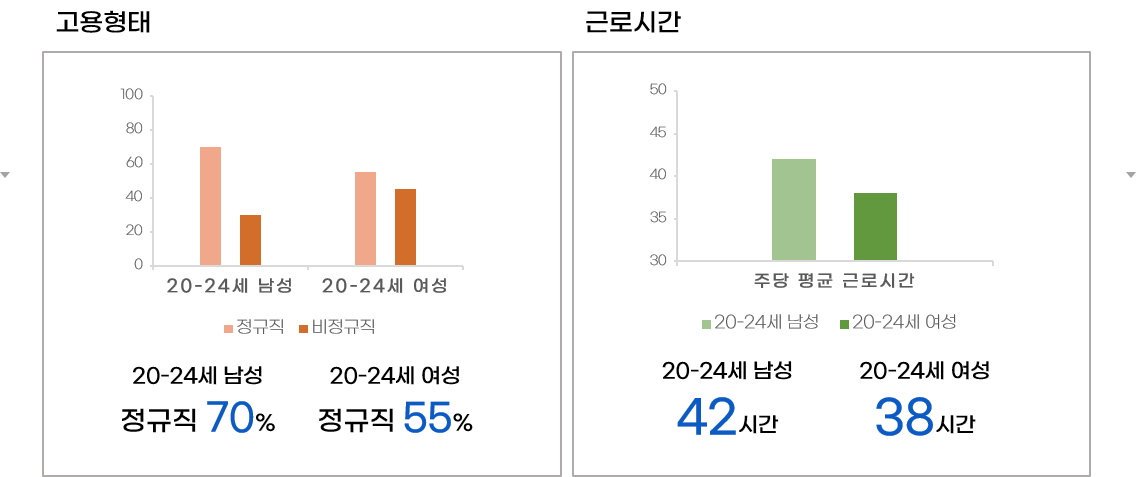 고용형태
100
80
60
40
20
0
20-24세 남성 20-24세 여성
정규직 비정규직
20-24세 남성 20-24세 여성
정규직 70% 정규직 55%
근로시간
50
45
40
35
30
주당 평균 근로시간
20-24세 남성 20-24세 여성
20-24세 남성 20-24세 여성
42시간 38시간